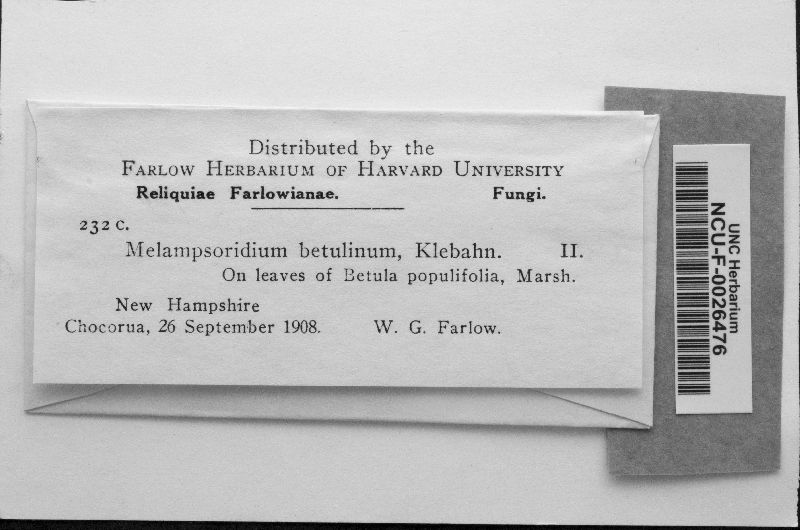 Distributed by the
FARLOW HERBARIUM OF HARVARD UNIVERSITY
Reliquiae Farlowianae. Fungi.
232 c.
Melampsoridium betulinum, Klebahn. II.
On leaves of Betula populifolia, Marsh.
New Hampshire
Chocorua, 26 September 1908. W. G. Farlow.
UNC Herbarium
NCU-F-0026476